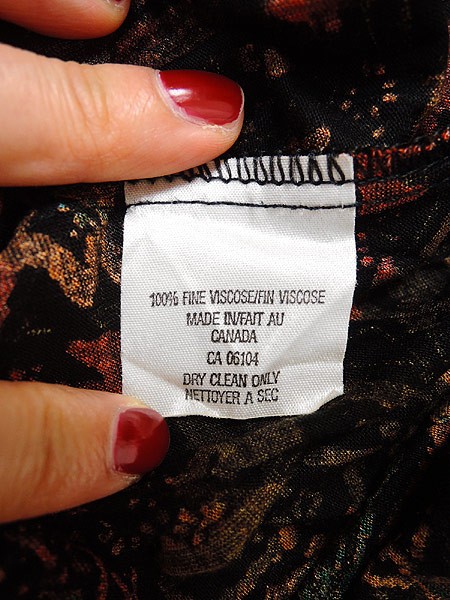 100% FINE VISCOSE/FIN VISCOSE
MADE IN/FAIT AU
CANADA
CA 06104
DRY CLEAN ONLY
NETTOYER A SEC